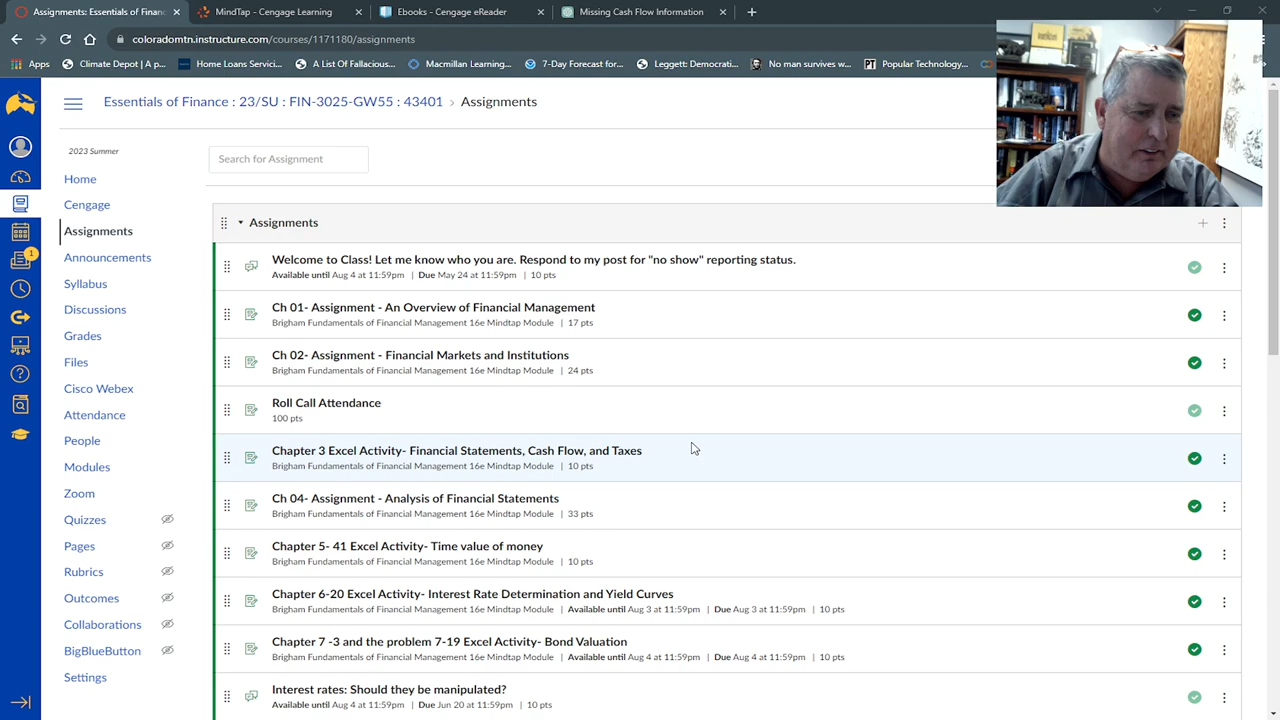 Assignments: Essentials of Finan
MindTap - Cengage Learning
Ebooks - Cengage eReader
Missing Cash Flow Information
coloradomtn.instructure.com/course/1171180/assignments
Apps
Climate Depot | A p...
Home Loans Servic...
A List Of Fallacious...
Macmillan Learning...
7-Day Forecast for...
Leggett: Democrati...
No man survives w...
Popular Technology...
Essentials of Finance : 23/SU : FIN-3025-GW55 : 43401 › Assignments
2023 Summer
Home
Cengage
Assignments
Announcements
Syllabus
Discussions
Grades
Files
Cisco Webex
Attendance
People
Modules
Zoom
Quizzes
Pages
Rubrics
Outcomes
Collaborations
BigBlueButton
Settings
1
Search for Assignment
Assignments
Welcome to Class! Let me know who you are. Respond to my post for "no show" reporting status.
Available until Aug 4 at 11:59pm | Due May 24 at 11:59pm | 10 pts
Ch 01- Assignment - An Overview of Financial Management
Brigham Fundamentals of Financial Management 16e Mindtap Module | 17 pts
Ch 02- Assignment - Financial Markets and Institutions
Brigham Fundamentals of Financial Management 16e Mindtap Module | 24 pts
Roll Call Attendance
100 pts
Chapter 3 Excel Activity- Financial Statements, Cash Flow, and Taxes
Brigham Fundamentals of Financial Management 16e Mindtap Module | 10 pts
Ch 04- Assignment - Analysis of Financial Statements
Brigham Fundamentals of Financial Management 16e Mindtap Module | 33 pts
Chapter 5- 41 Excel Activity- Time value of money
Brigham Fundamentals of Financial Management 16e Mindtap Module | 10 pts
Chapter 6-20 Excel Activity- Interest Rate Determination and Yield Curves
Brigham Fundamentals of Financial Management 16e Mindtap Module | Available until Aug 3 at 11:59pm | Due Aug 3 at 11:59pm | 10 pts
Chapter 7 -3 and the problem 7-19 Excel Activity- Bond Valuation
Brigham Fundamentals of Financial Management 16e Mindtap Module | Available until Aug 4 at 11:59pm | Due Aug 4 at 11:59pm | 10 pts
Interest rates: Should they be manipulated?
Available until Aug 4 at 11:59pm | Due Jun 20 at 11:59pm | 10 pts